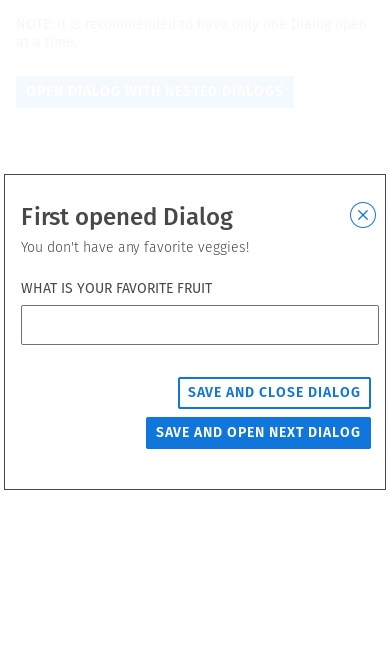 NOTE: It is recommended to have only one Dialog open
at a time.
OPEN DIALOG WITH NESTED DIALOGS
First opened Dialog
You don't have any favorite veggies!
WHAT IS YOUR FAVORITE FRUIT
SAVE AND CLOSE DIALOG
SAVE AND OPEN NEXT DIALOG